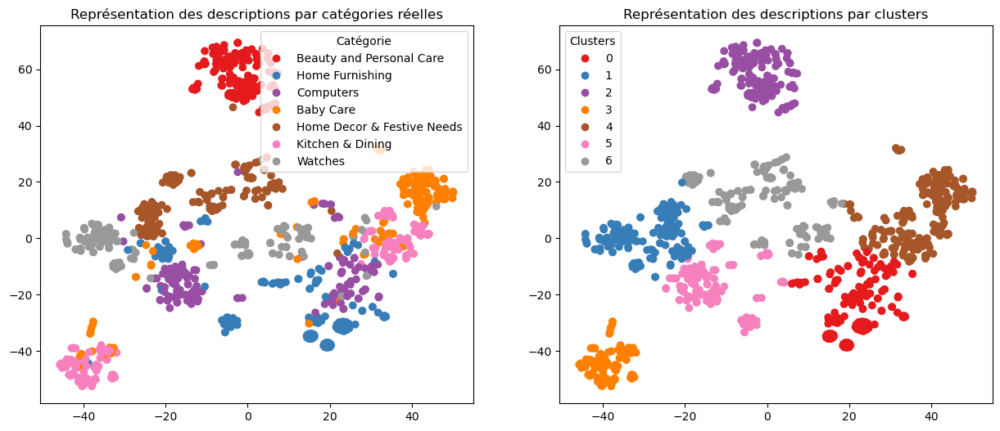 Représentation des descriptions par catégories réelles
Catégorie
Beauty and Personal Care
Home Furnishing
Computers
Baby Care
Home Decor & Festive Needs
Kitchen & Dining
Watches
60
40
20
0
−20
−40
−40
−20
0
20
40
Représentation des descriptions par clusters
Clusters
0
1
2
3
4
5
6
60
40
20
0
−20
−40
−40
−20
0
20
40